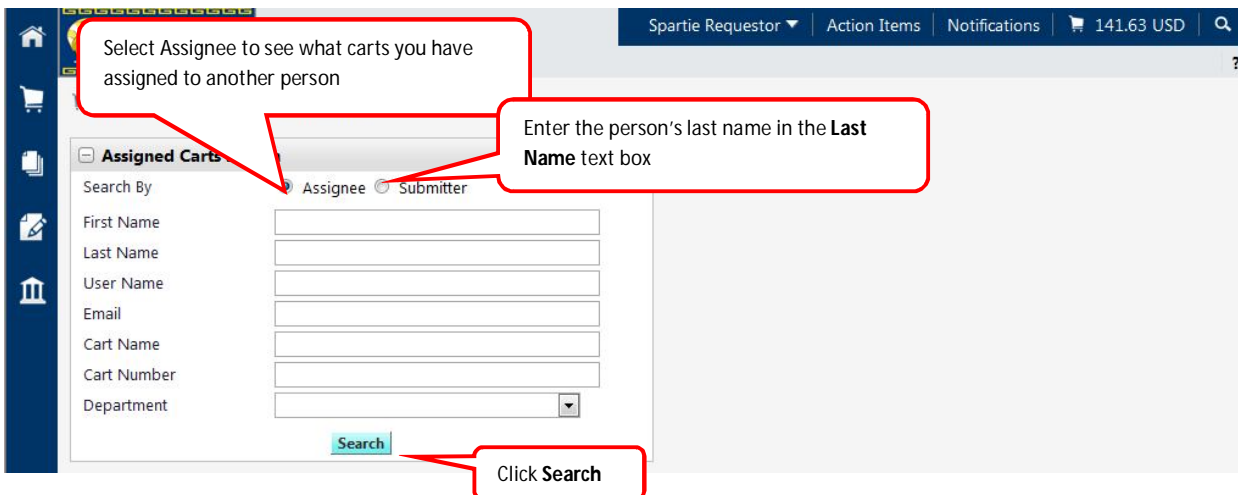 Spartie Requestor ▼ Action Items Notifications 141.63 USD
?
Select Assignee to see what carts you have
assigned to another person
Enter the person's last name in the Last
Name text box
Assigned Carts
Search By Assignee Submitter
First Name
Last Name
User Name
Email
Cart Name
Cart Number
Department
Search
Click Search